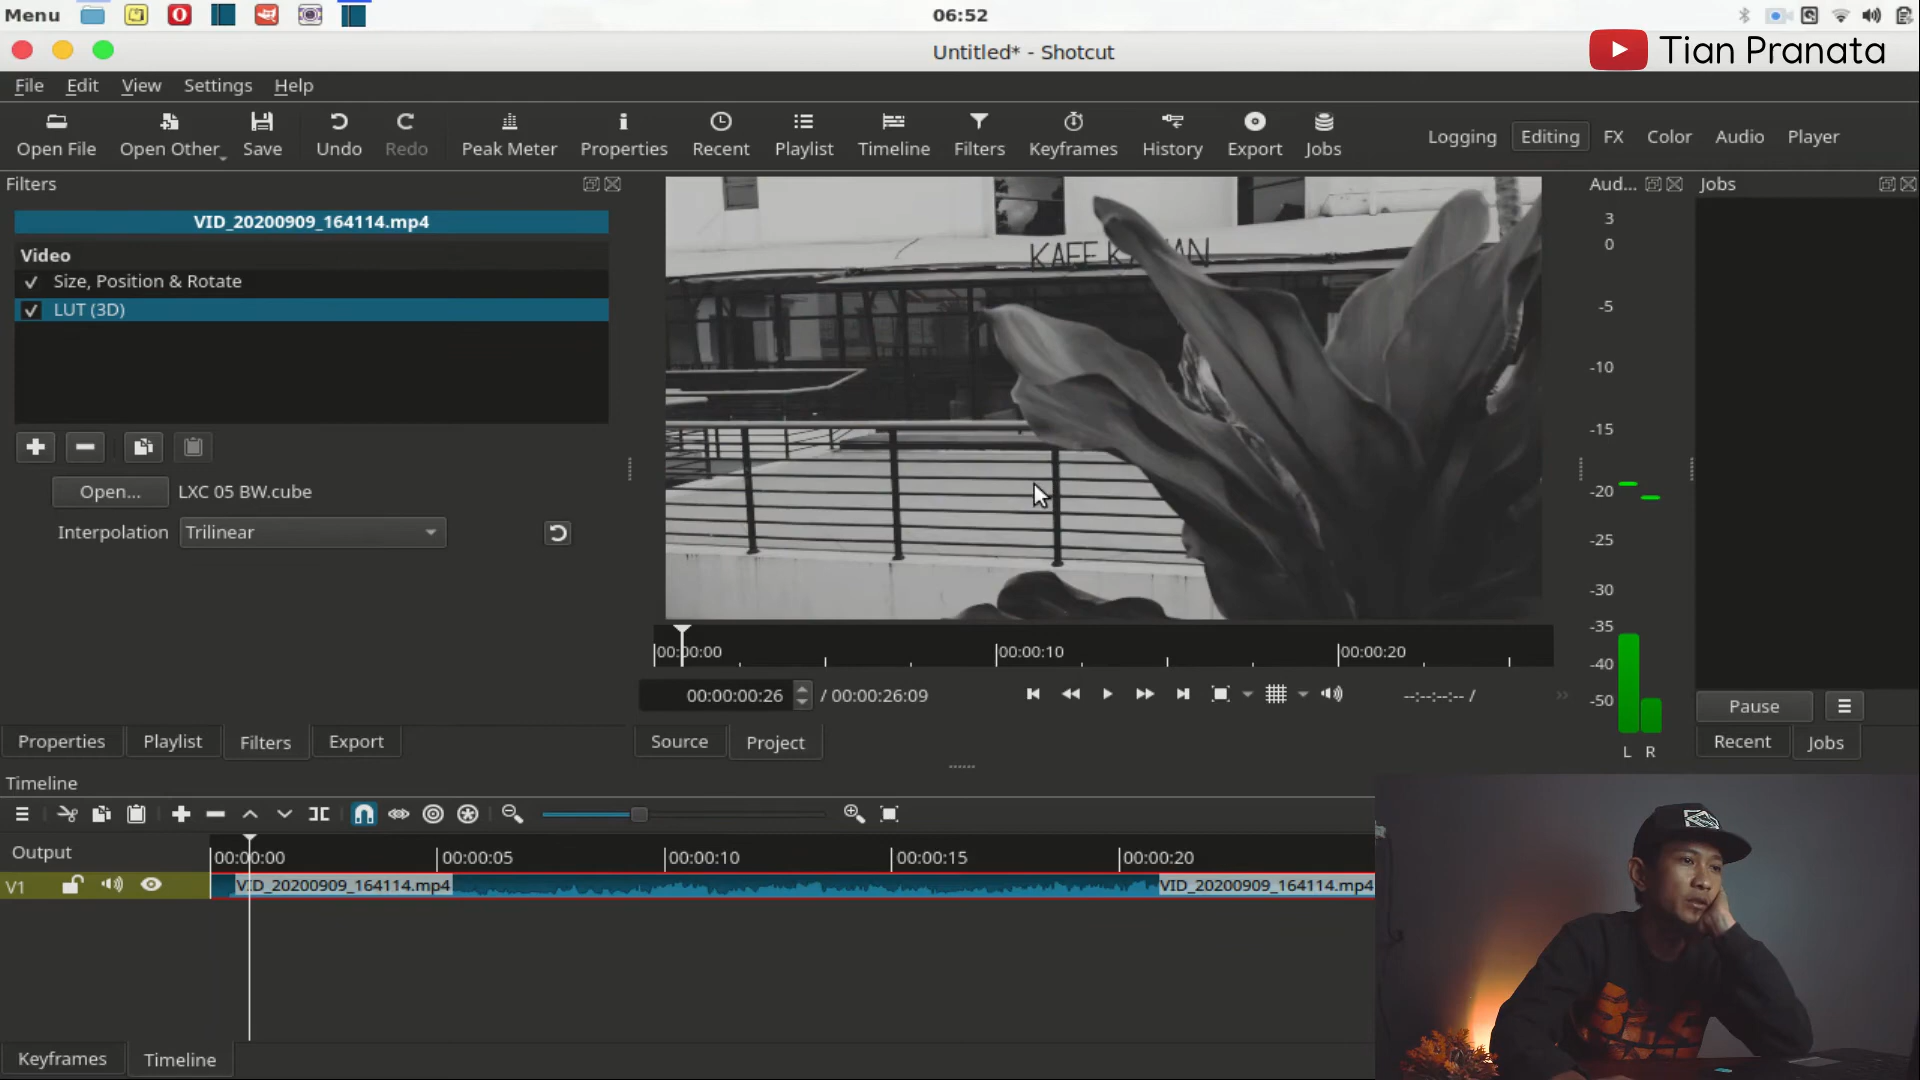 Menu
06:52
Untitled* - Shotcut
Tian Pranata
File Edit View Settings Help
Open File Open Other Save Undo Redo Peak Meter Properties Recent Playlist Timeline Filters Keyframes History Export Jobs
Logging Editing FX Color Audio Player
Filters
Aud...
Jobs
VID_20200909_164114.mp4
Video
Size, Position & Rotate
LUT (3D)
Open... LXC 05 BW.cube
Interpolation Trilinear
3
0
-5
-10
-15
-20
-25
-30
-35
-40
-50
L R
00:00:00 00:00:10 00:00:20
00:00:00:26 / 00:00:26:09
--:--:--:-- /
Pause
Properties Playlist Filters Export
Source Project
Recent Jobs
Timeline
Output
00:00:00 00:00:05 00:00:10 00:00:15 00:00:20
V1
VID_20200909_164114.mp4
VID_20200909_164114.mp4
Keyframes Timeline